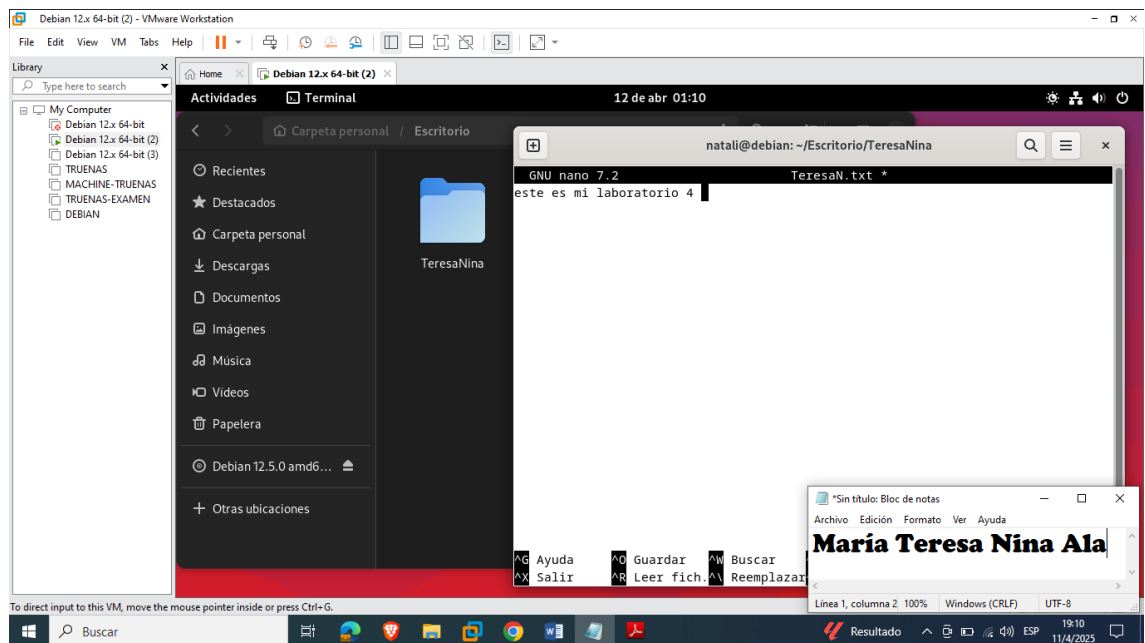 Debian 12.x 64-bit (2) - VMware Workstation
File Edit View VM Tabs Help
Library
Type here to search
My Computer
Debian 12.x 64-bit
Debian 12.x 64-bit (2)
Debian 12.x 64-bit (3)
TRUENAS
MACHINE-TRUENAS
TRUENAS-EXAMEN
DEBIAN
Home
Debian 12.x 64-bit (2)
Actividades Terminal 12 de abr 01:10
Carpeta personal / Escritorio
Recientes
Destacados
Carpeta personal
Descargas
Documentos
Imágenes
Música
Vídeos
Papelera
Debian 12.5.0 amd6...
+ Otras ubicaciones
TeresaNina
natali@debian: ~/Escritorio/TeresaNina
GNU nano 7.2 TeresaN.txt *
este es mi laboratorio 4
^G Ayuda ^O Guardar ^W Buscar
^X Salir ^R Leer fich. ^\ Reemplazar
*Sin título: Bloc de notas
Archivo Edición Formato Ver Ayuda
María Teresa Nina Ala
Línea 1, columna 2 100% Windows (CRLF) UTF-8
To direct input to this VM, move the mouse pointer inside or press Ctrl+G.
Buscar
Resultado
ESP
19:10
11/4/2025